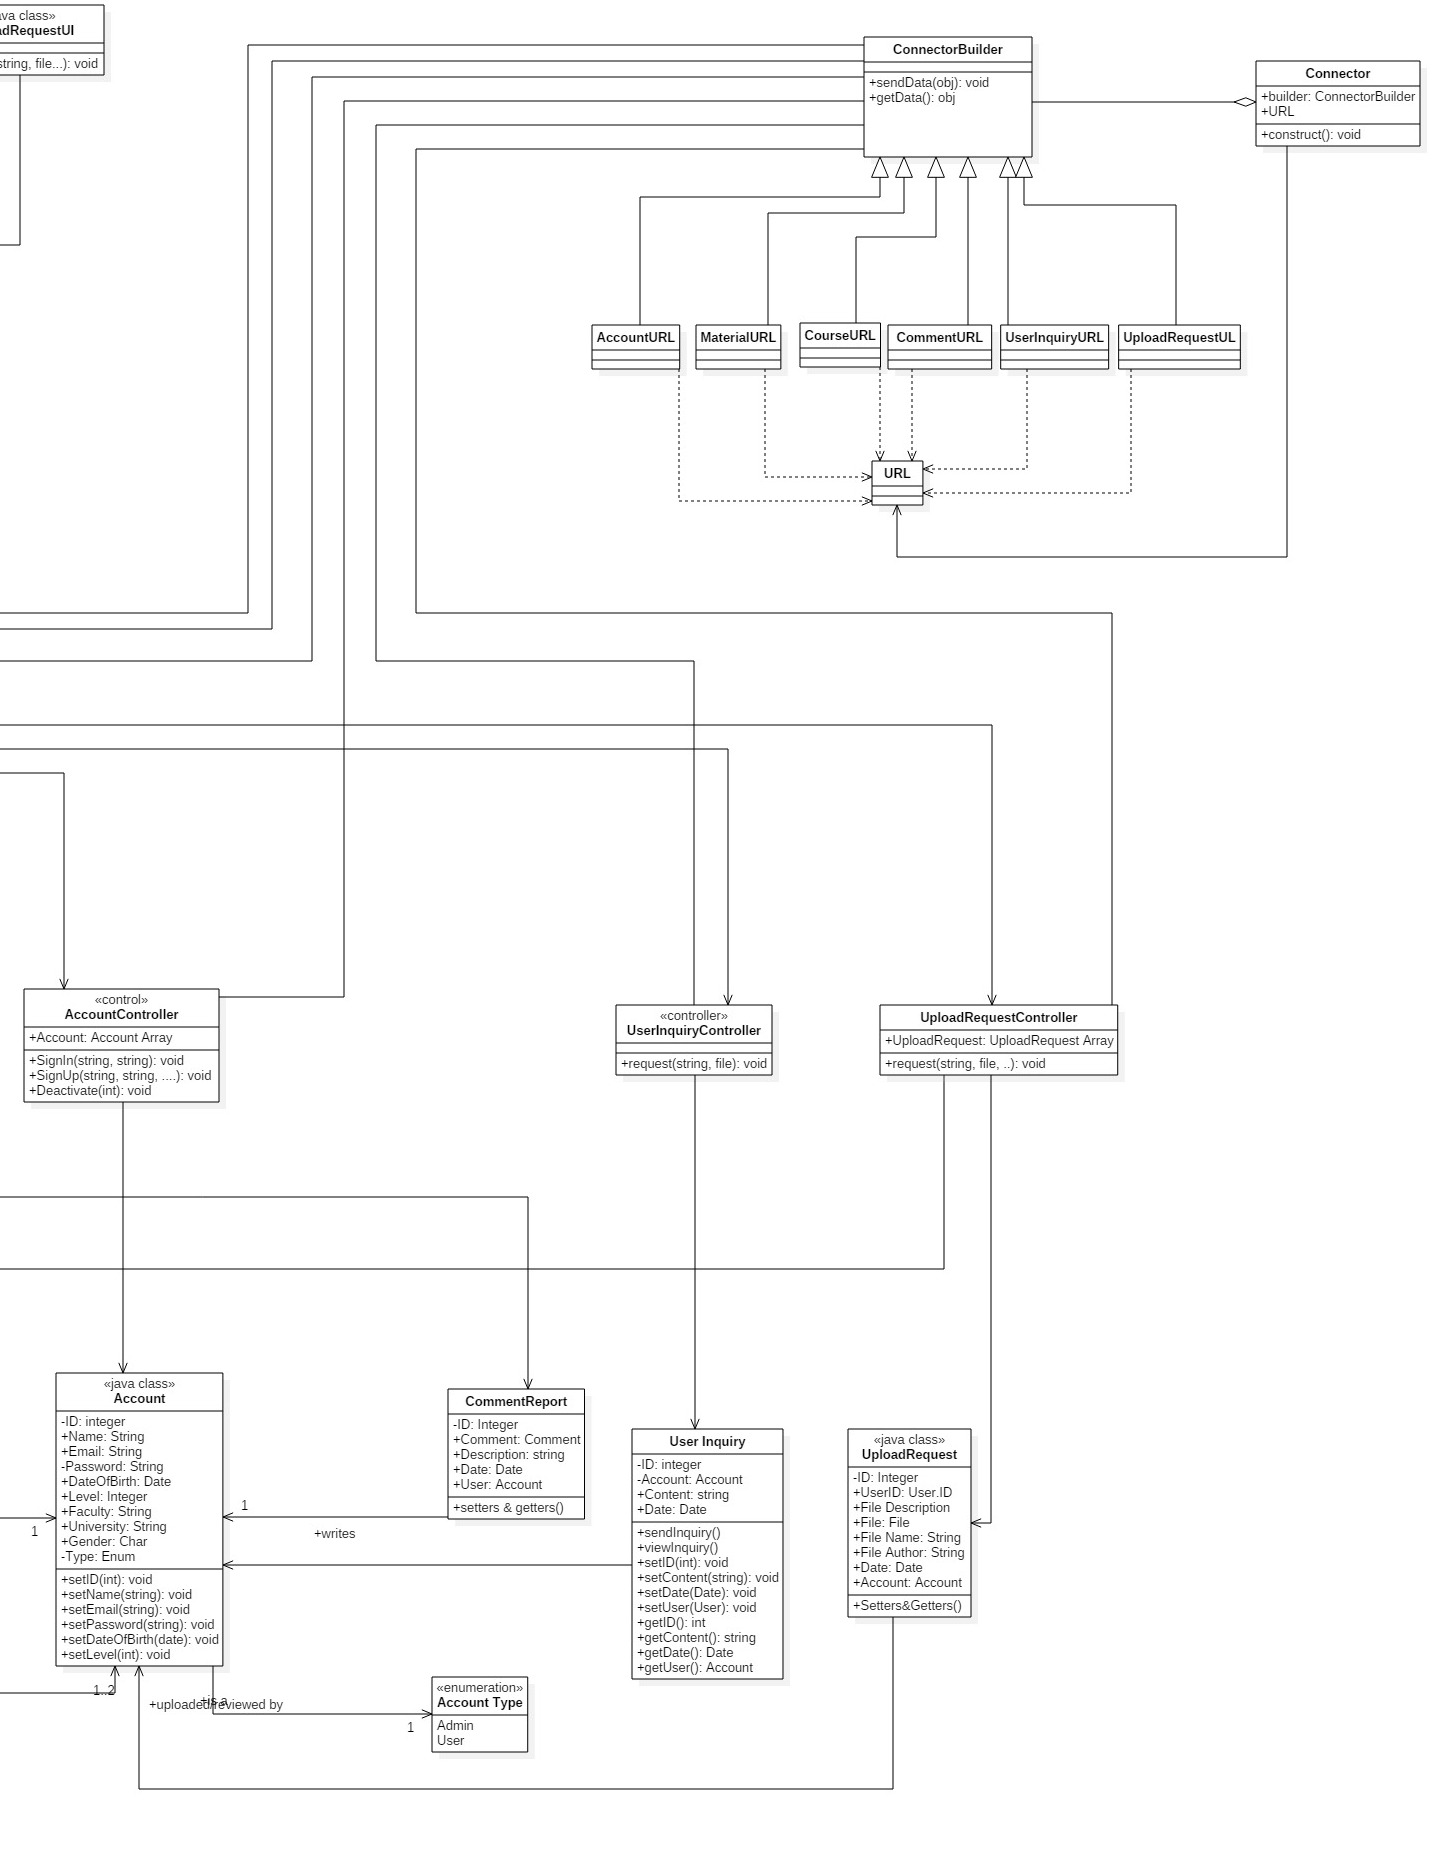 ava class»
adRequestUI
string, file...): void
ConnectorBuilder
+sendData(obj): void
+getData(): obj
Connector
+builder: ConnectorBuilder
+URL
+construct(): void
AccountURL
MaterialURL
CourseURL
CommentURL
UserInquiryURL
UploadRequestUL
URL
«control»
AccountController
+Account: Account Array
+SignIn(string, string): void
+SignUp(string, string, ....): void
+Deactivate(int): void
«controller»
UserInquiryController
+request(string, file): void
UploadRequestController
+UploadRequest: UploadRequest Array
+request(string, file, ..): void
«java class»
Account
-ID: integer
+Name: String
+Email: String
-Password: String
+DateOfBirth: Date
+Level: Integer
+Faculty: String
+University: String
+Gender: Char
-Type: Enum
+setID(int): void
+setName(string): void
+setEmail(string): void
+setPassword(string): void
+setDateOfBirth(date): void
+setLevel(int): void
1
1
+writes
CommentReport
-ID: Integer
+Comment: Comment
+Description: string
+Date: Date
+User: Account
+setters & getters()
User Inquiry
-ID: integer
-Account: Account
+Content: string
+Date: Date
+sendInquiry()
+viewInquiry()
+setID(int): void
+setContent(string): void
+setDate(Date): void
+setUser(User): void
+getID(): int
+getContent(): string
+getDate(): Date
+getUser(): Account
«java class»
UploadRequest
-ID: Integer
+UserID: User.ID
+File Description
+File: File
+File Name: String
+File Author: String
+Date: Date
+Account: Account
+Setters&Getters()
1..2
+is a
+uploaded/reviewed by
1
«enumeration»
Account Type
Admin
User